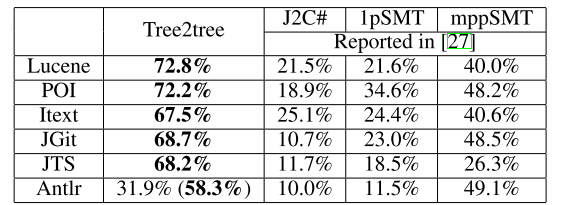 Tree2tree J2C# 1pSMT mppSMT
Reported in [27]
Lucene 72.8% 21.5% 21.6% 40.0%
POI 72.2% 18.9% 34.6% 48.2%
Itext 67.5% 25.1% 24.4% 40.6%
JGit 68.7% 10.7% 23.0% 48.5%
JTS 68.2% 11.7% 18.5% 26.3%
Antlr 31.9% (58.3%) 10.0% 11.5% 49.1%